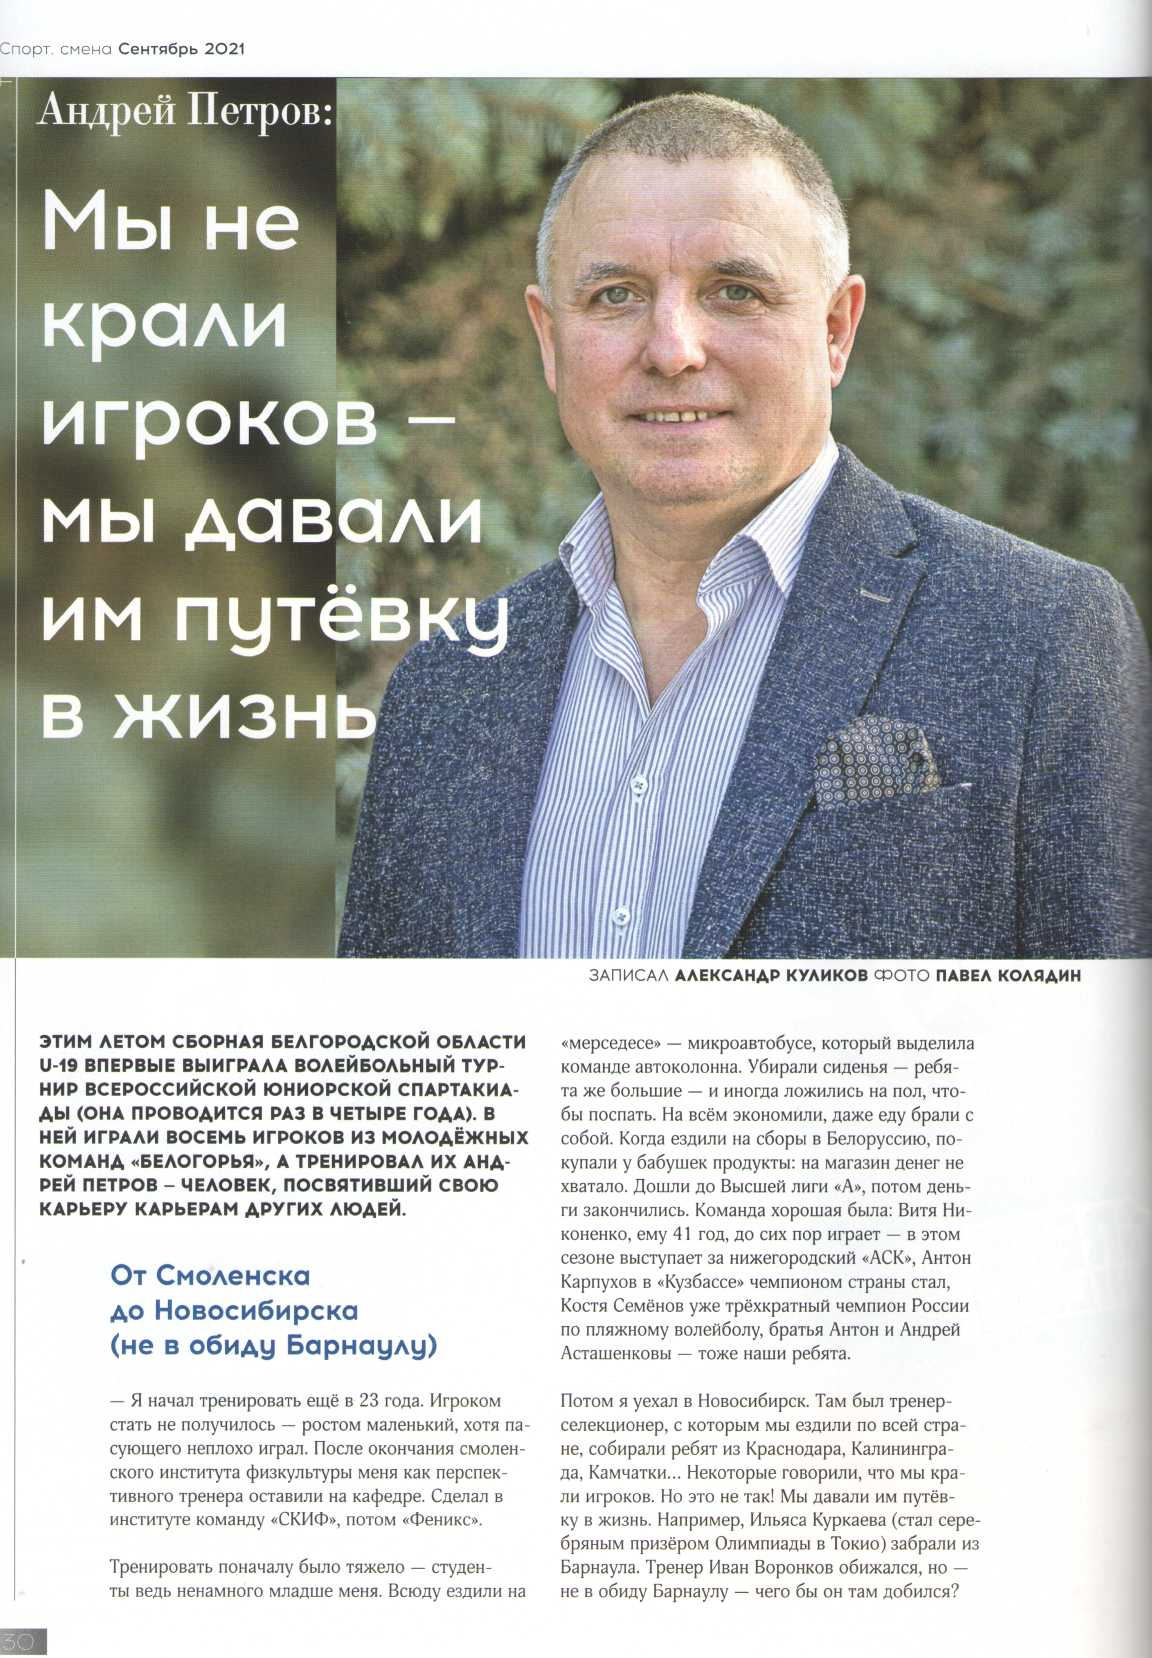 Спорт. смена Сентябрь 2021
Андрей Петров:
Мы не
крали
игроков –
мы давали
им путёвку
в жизнь
ЗАПИСАЛ АЛЕКСАНДР КУЛИКОВ ФОТО ПАВЕЛ КОЛЯДИН
ЭТИМ ЛЕТОМ СБОРНАЯ БЕЛГОРОДСКОЙ ОБЛАСТИ
U-19 ВПЕРВЫЕ ВЫИГРАЛА ВОЛЕЙБОЛЬНЫЙ ТУР-
НИР ВСЕРОССИЙСКОЙ ЮНИОРСКОЙ СПАРТАКИА-
ДЫ (ОНА ПРОВОДИТСЯ РАЗ В ЧЕТЫРЕ ГОДА). В
НЕЙ ИГРАЛИ ВОСЕМЬ ИГРОКОВ ИЗ МОЛОДЁЖНЫХ
КОМАНД «БЕЛОГОРЬЯ», А ТРЕНИРОВАЛ ИХ АНД-
РЕЙ ПЕТРОВ – ЧЕЛОВЕК, ПОСВЯТИВШИЙ СВОЮ
КАРЬЕРУ КАРЬЕРАМ ДРУГИХ ЛЮДЕЙ.
От Смоленска
до Новосибирска
(не в обиду Барнаулу)
— Я начал тренировать ещё в 23 года. Игроком
стать не получилось — ростом маленький, хотя па-
сующего неплохо играл. После окончания смолен-
ского института физкультуры меня как перспек-
тивного тренера оставили на кафедре. Сделал в
институте команду «СКИФ», потом «Феникс».
Тренировать поначалу было тяжело — студен-
ты ведь ненамного младше меня. Всюду ездили на
«мерседесе» — микроавтобусе, который выделила
команде автоколонна. Убирали сиденья — ребя-
та же большие — и иногда ложились на пол, что-
бы поспать. На всём экономили, даже еду брали с
собой. Когда ездили на сборы в Белоруссию, по-
купали у бабушек продукты: на магазин денег не
хватало. Дошли до Высшей лиги «А», потом день-
ги закончились. Команда хорошая была: Витя Ни-
коненко, ему 41 год, до сих пор играет — в этом
сезоне выступает за нижегородский «АСК», Антон
Карпухов в «Кузбассе» чемпионом страны стал,
Костя Семёнов уже трёхкратный чемпион России
по пляжному волейболу, братья Антон и Андрей
Асташенковы — тоже наши ребята.
Потом я уехал в Новосибирск. Там был тренер-
селекционер, с которым мы ездили по всей стра-
не, собирали ребят из Краснодара, Калинингра-
да, Камчатки... Некоторые говорили, что мы кра-
ли игроков. Но это не так! Мы давали им путёв-
ку в жизнь. Например, Ильяса Куркаева (стал сере-
бряным призёром Олимпиады в Токио) забрали из
Барнаула. Тренер Иван Воронков обижался, но —
не в обиду Барнаулу — чего бы он там добился?
30